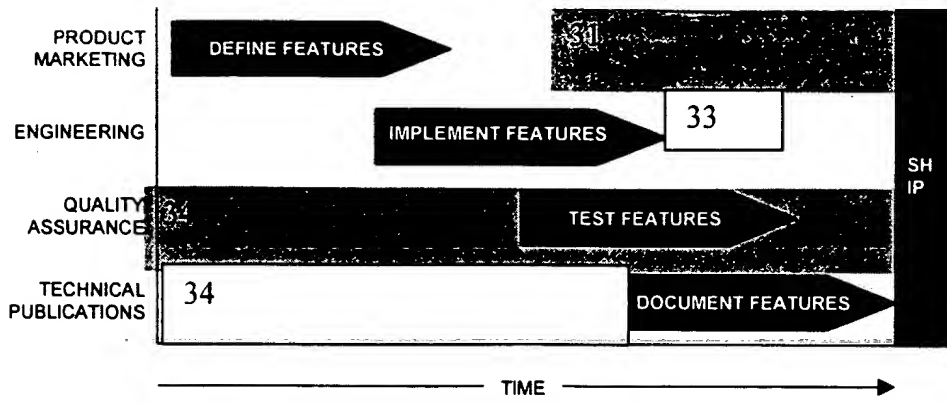 PRODUCT
MARKETING
DEFINE FEATURES
31
ENGINEERING
IMPLEMENT FEATURES
33
SH
IP
QUALITY
ASSURANCE
TEST FEATURES
TECHNICAL
PUBLICATIONS
34
DOCUMENT FEATURES
TIME